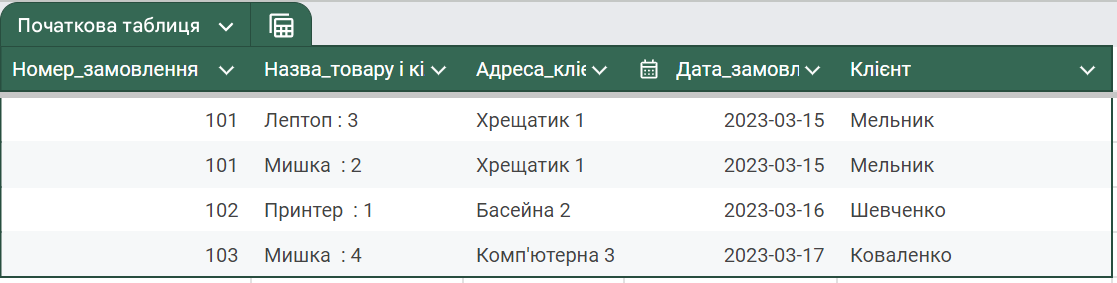 Початкова таблиця
Номер_замовлення Назва_товару і кі Адреса_кліє Дата_замовл Клієнт
101 Лептоп : 3 Хрещатик 1 2023-03-15 Мельник
101 Мишка : 2 Хрещатик 1 2023-03-15 Мельник
102 Принтер : 1 Басейна 2 2023-03-16 Шевченко
103 Мишка : 4 Комп'ютерна 3 2023-03-17 Коваленко